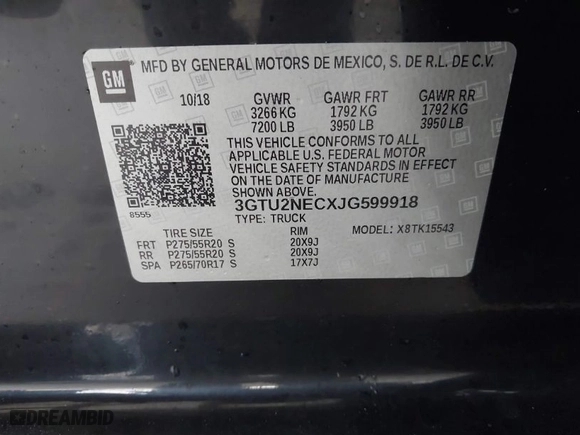 GM
MFD BY GENERAL MOTORS DE MEXICO, S. DE R.L. DE C.V.
10/18 GVWR GAWR FRT GAWR RR
3266 KG 1792 KG 1792 KG
7200 LB 3950 LB 3950 LB
THIS VEHICLE CONFORMS TO ALL
APPLICABLE U.S. FEDERAL MOTOR
VEHICLE SAFETY STANDARDS IN EFFECT
ON THE DATE OF MANUFACTURE
SHOWN ABOVE.
8555 3GTU2NECXJG599918
TYPE: TRUCK MODEL: X8TK15543
TIRE SIZE RIM
FRT P275/55R20 S 20X9J
RR P275/55R20 S 20X9J
SPA P265/70R17 S 17X7J
DREAMBID